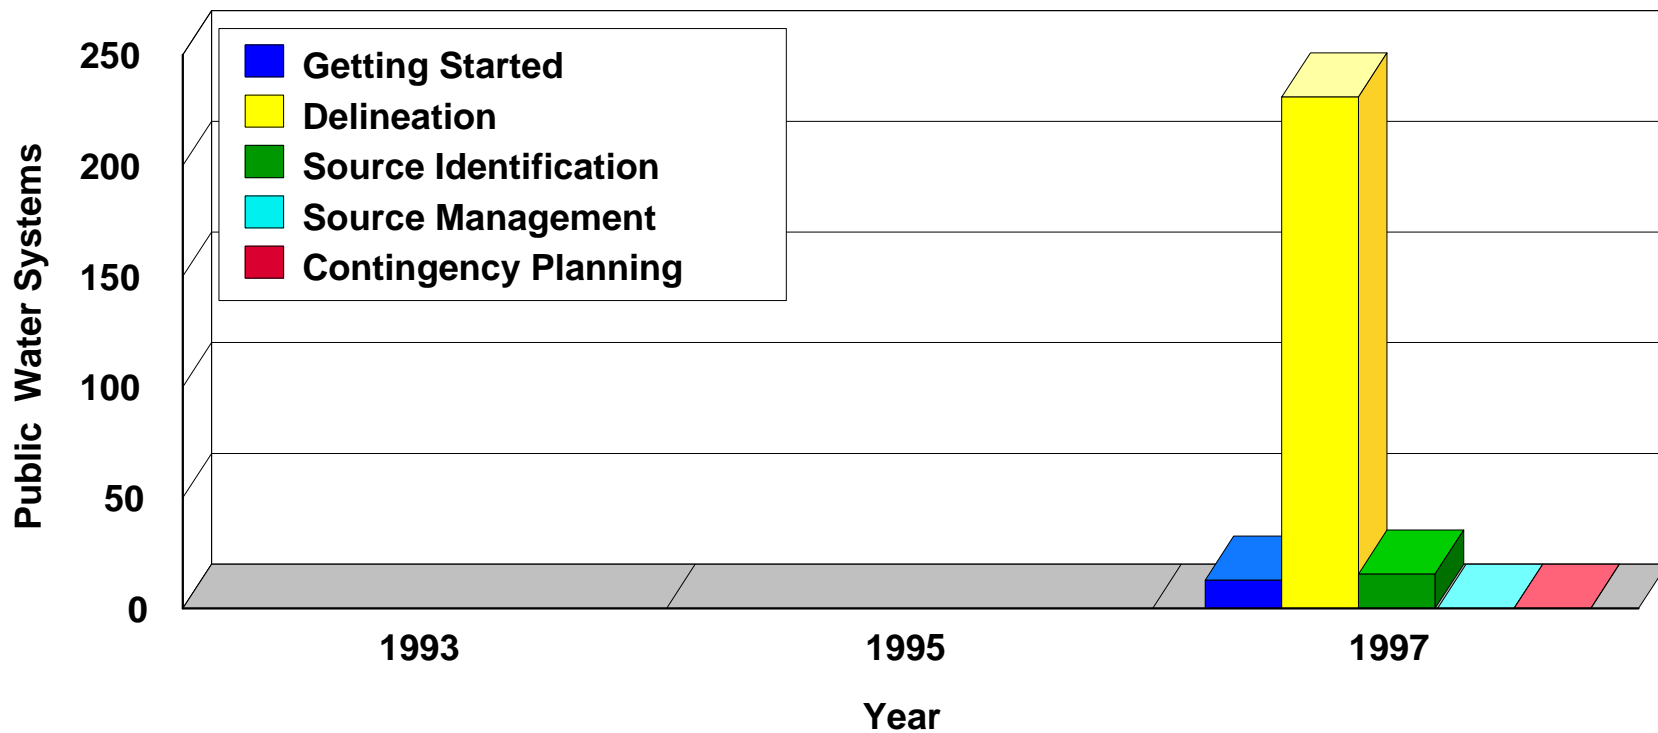 250
200
150
100
50
0
Public Water Systems
Getting Started
Delineation
Source Identification
Source Management
Contingency Planning
1993
1995
1997
Year